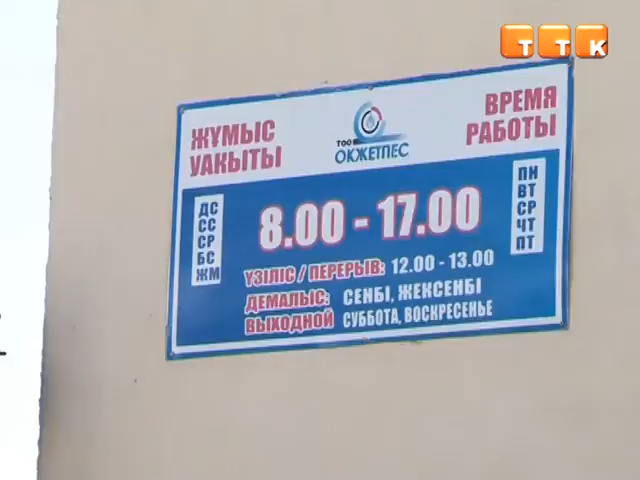 ТТК
ЖҰМЫС
УАКЫТЫ
ТОО
ОКЖЕТПЕС
ВРЕМЯ
РАБОТЫ
ДС
СС
СР
БС
ЖМ
8.00 - 17.00
ПН
ВТ
СР
ЧТ
ПТ
ҮЗІЛІС / ПЕРЕРЫВ: 12.00 - 13.00
ДЕМАЛЫС: СЕНБІ, ЖЕКСЕНБІ
ВЫХОДНОЙ СУББОТА, ВОСКРЕСЕНЬЕ